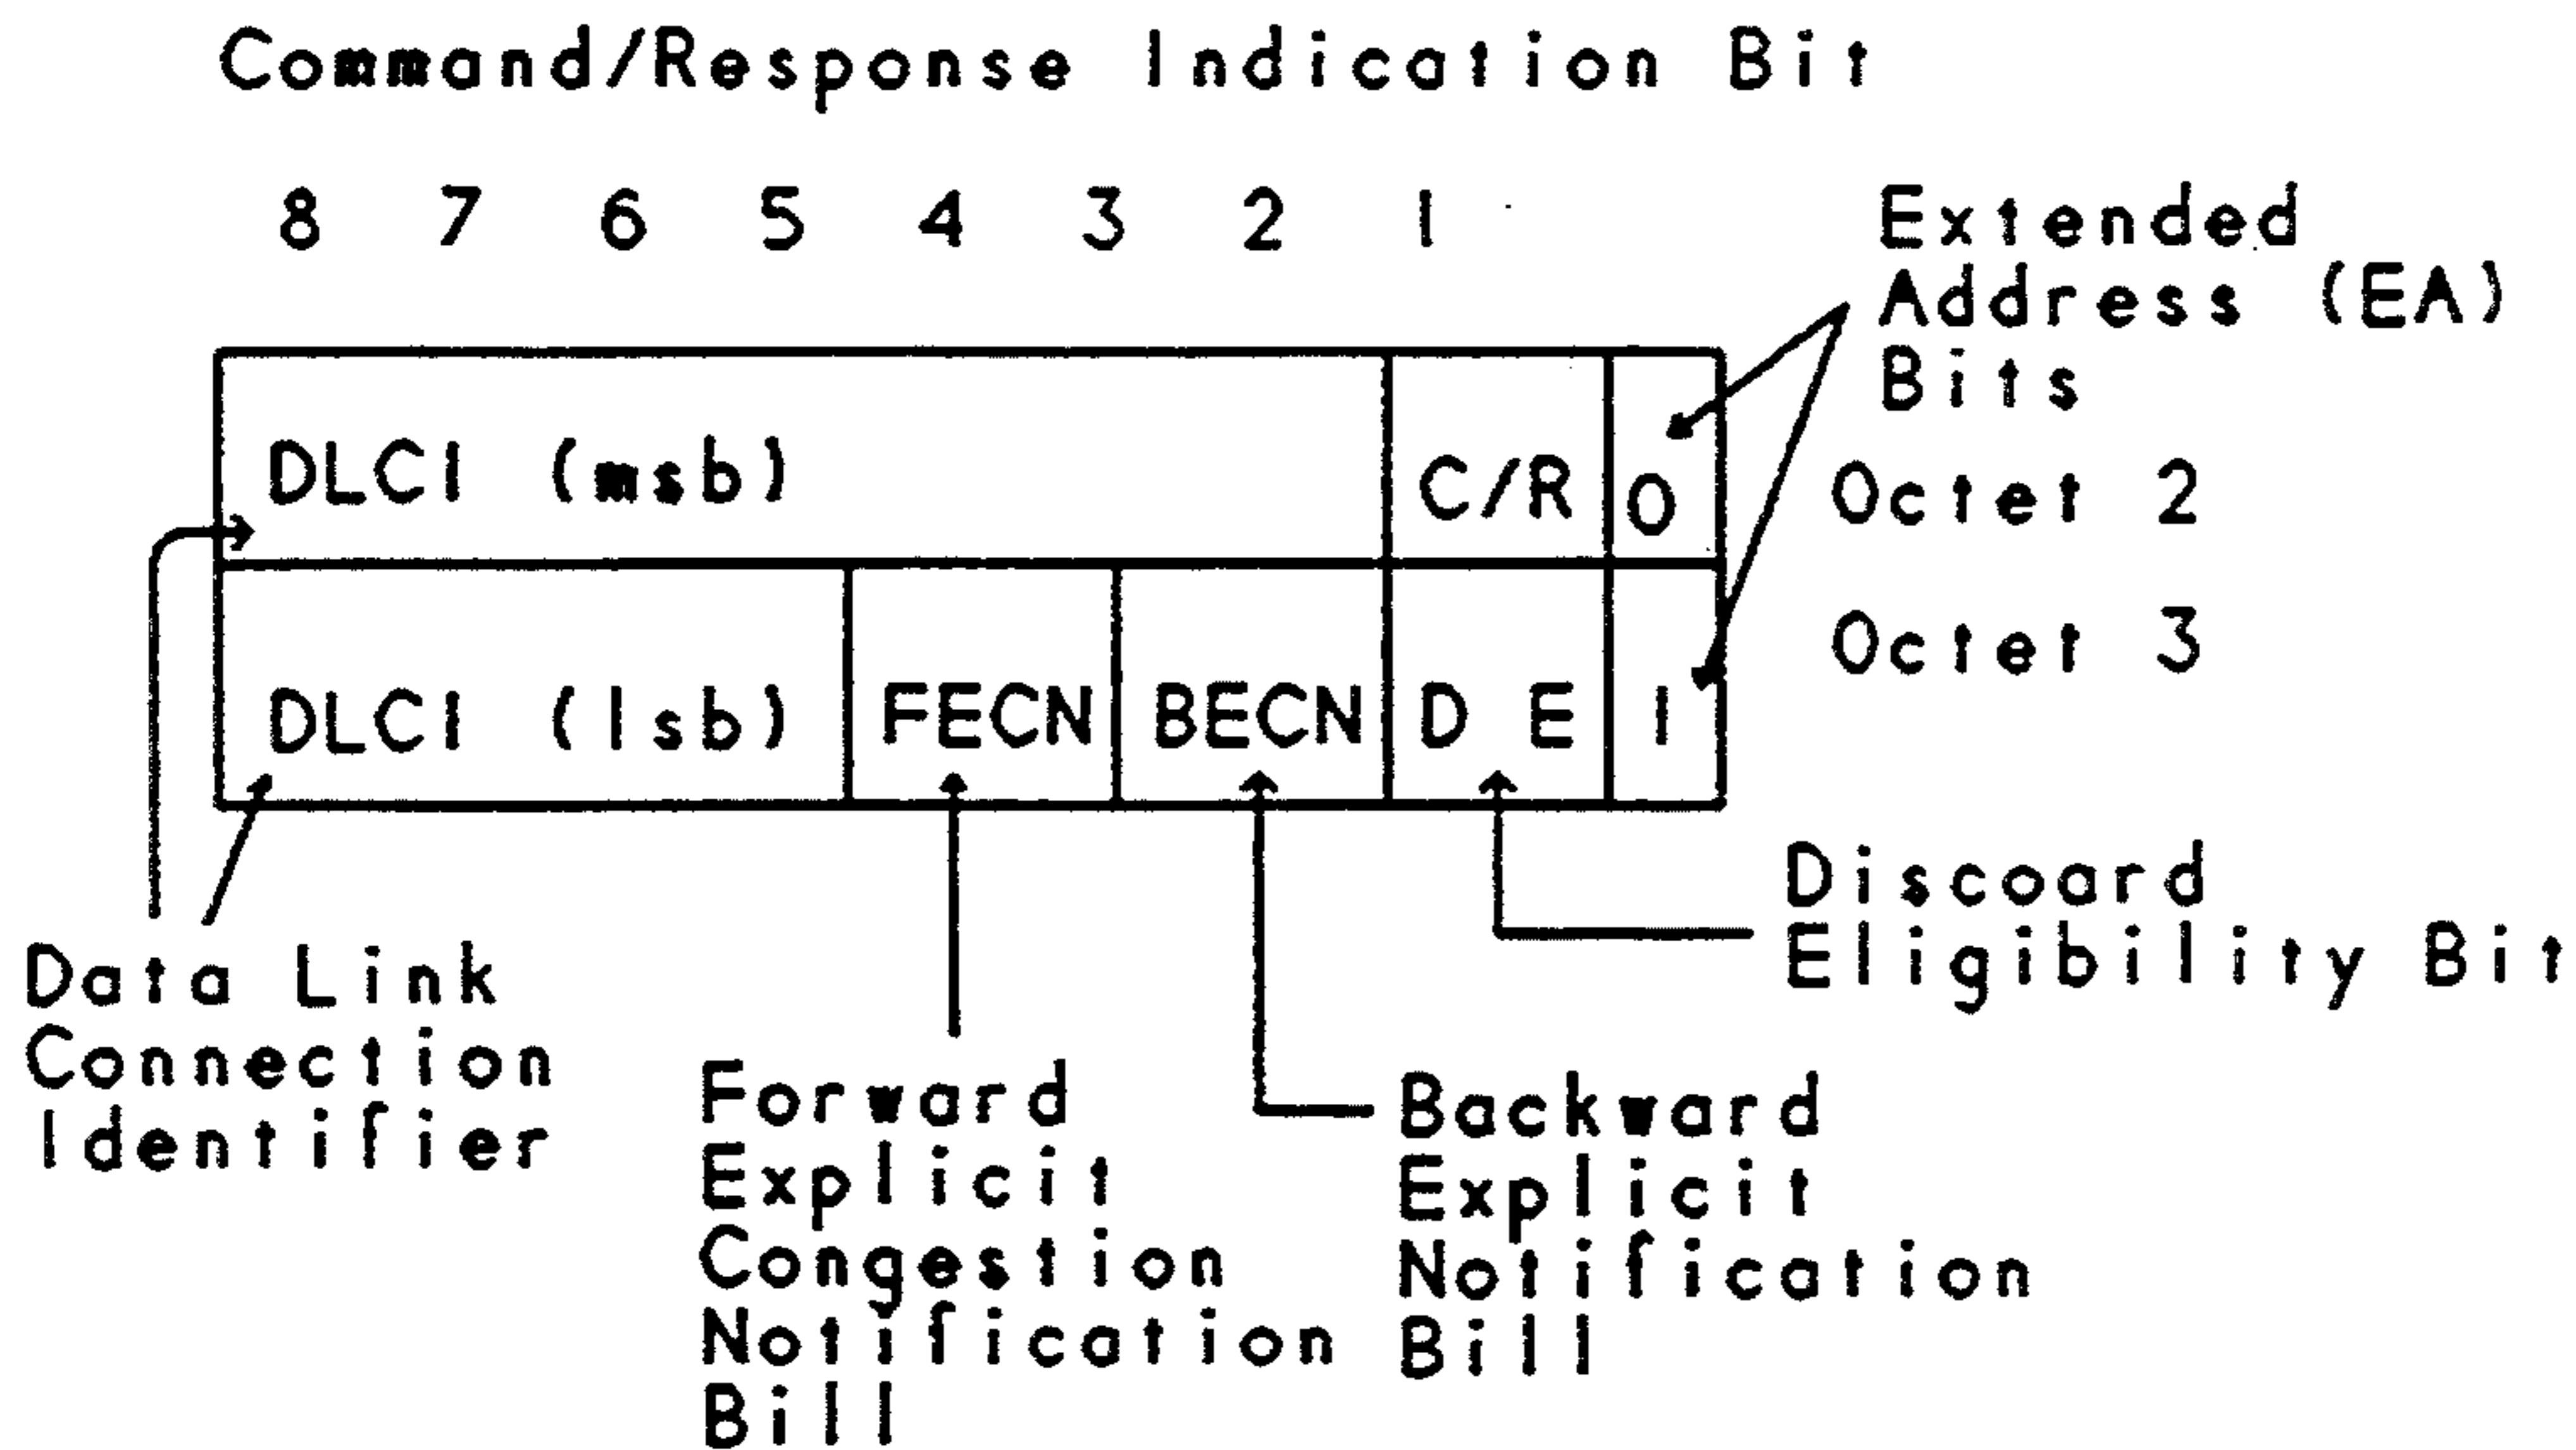 Command/Response Indication Bit
8 7 6 5 4 3 2 1
Extended
Address (EA)
Bits
DLCI (msb) C/R 0
Octet 2
DLCI (lsb) FECN BECN D E 1
Octet 3
Discoard
Eligibility Bit
Data Link
Connection
Identifier
Forward
Explicit
Congestion
Notification
Bill
Backward
Explicit
Notification
Bill